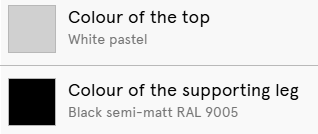 Colour of the top
White pastel
Colour of the supporting leg
Black semi-matt RAL 9005